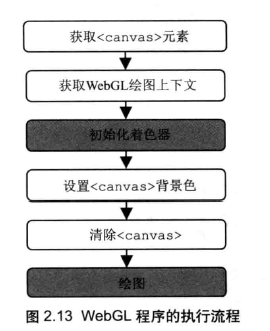 获取<canvas>元素
获取WebGL绘图上下文
初始化着色器
设置<canvas>背景色
清除<canvas>
绘图
图 2.13 WebGL 程序的执行流程